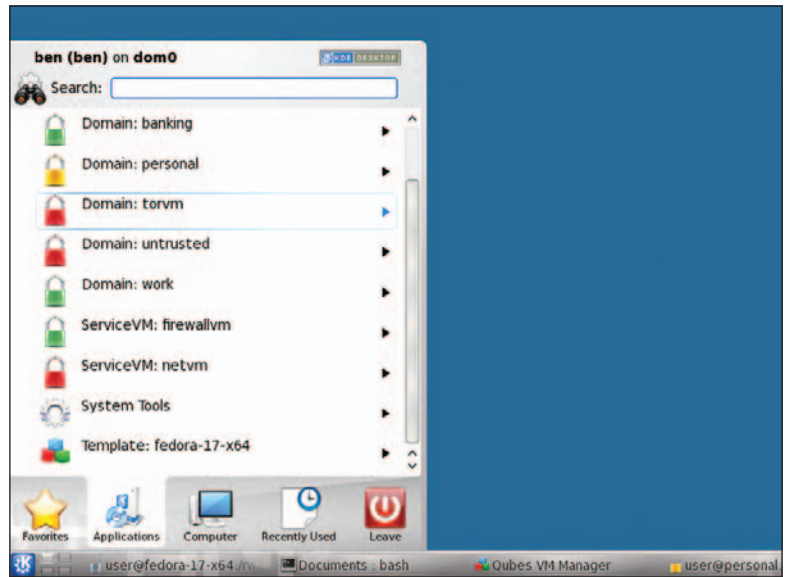 ben (ben) on dom0
KDE DESKTOP
Search:
Domain: banking
Domain: personal
Domain: torvm
Domain: untrusted
Domain: work
ServiceVM: firewallvm
ServiceVM: netvm
System Tools
Template: fedora-17-x64
Favorites
Applications
Computer
Recently Used
Leave
user@fedora-17-x64:/rw
Documents : bash
Qubes VM Manager
user@personal: